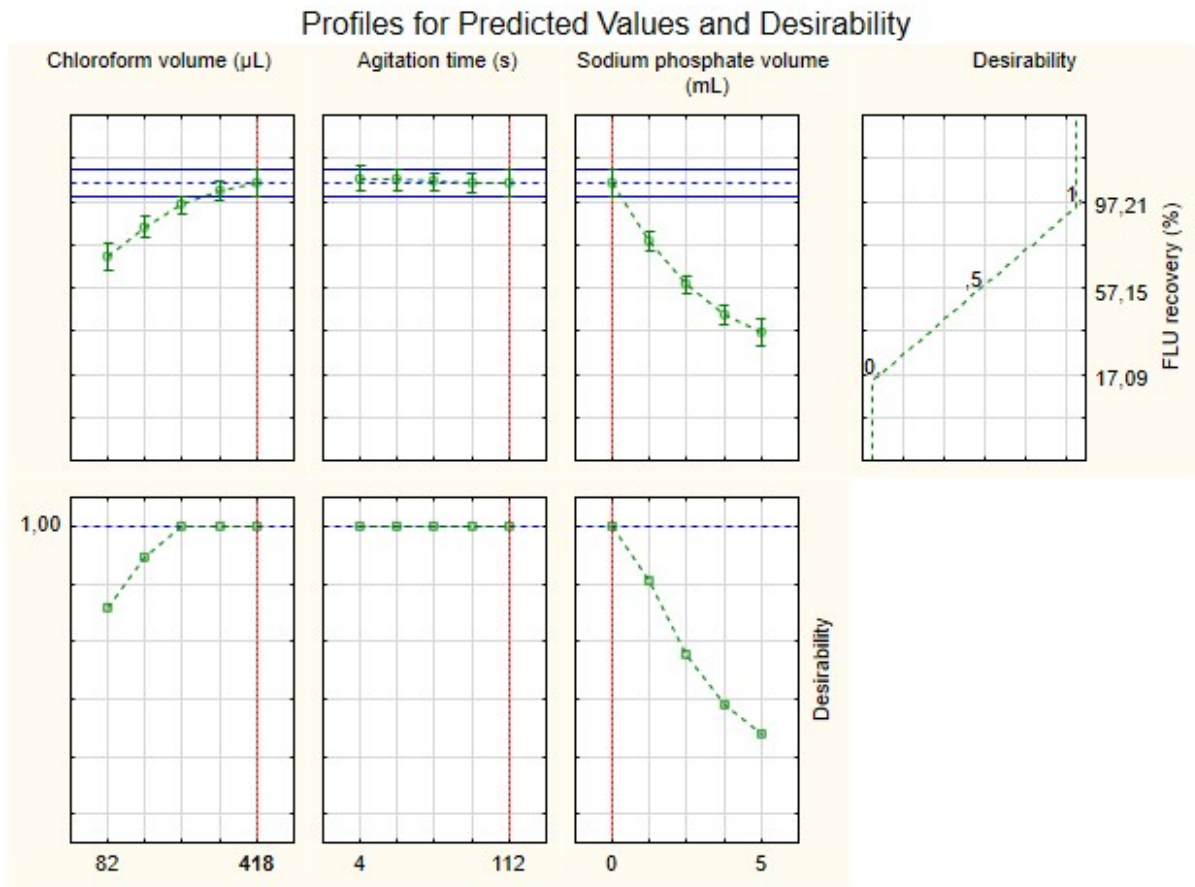 Profiles for Predicted Values and Desirability
Chloroform volume (µL)
Agitation time (s)
Sodium phosphate volume
(mL)
Desirability
1
97,21
,5
57,15
0
17,09
FLU recovery (%)
1,00
Desirability
82
418
4
112
0
5